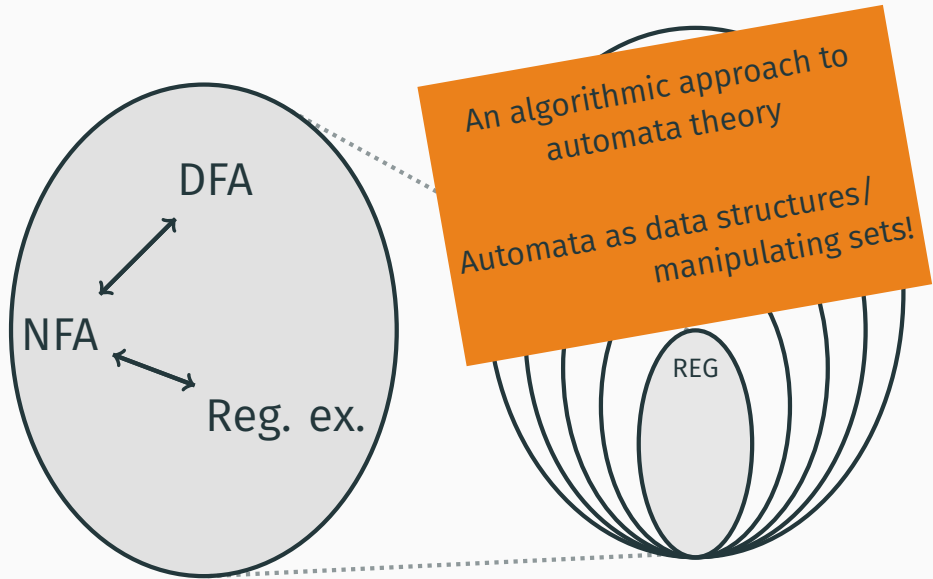 DFA
NFA
Reg. ex.
An algorithmic approach to
automata theory
Automata as data structures/
manipulating sets!
REG